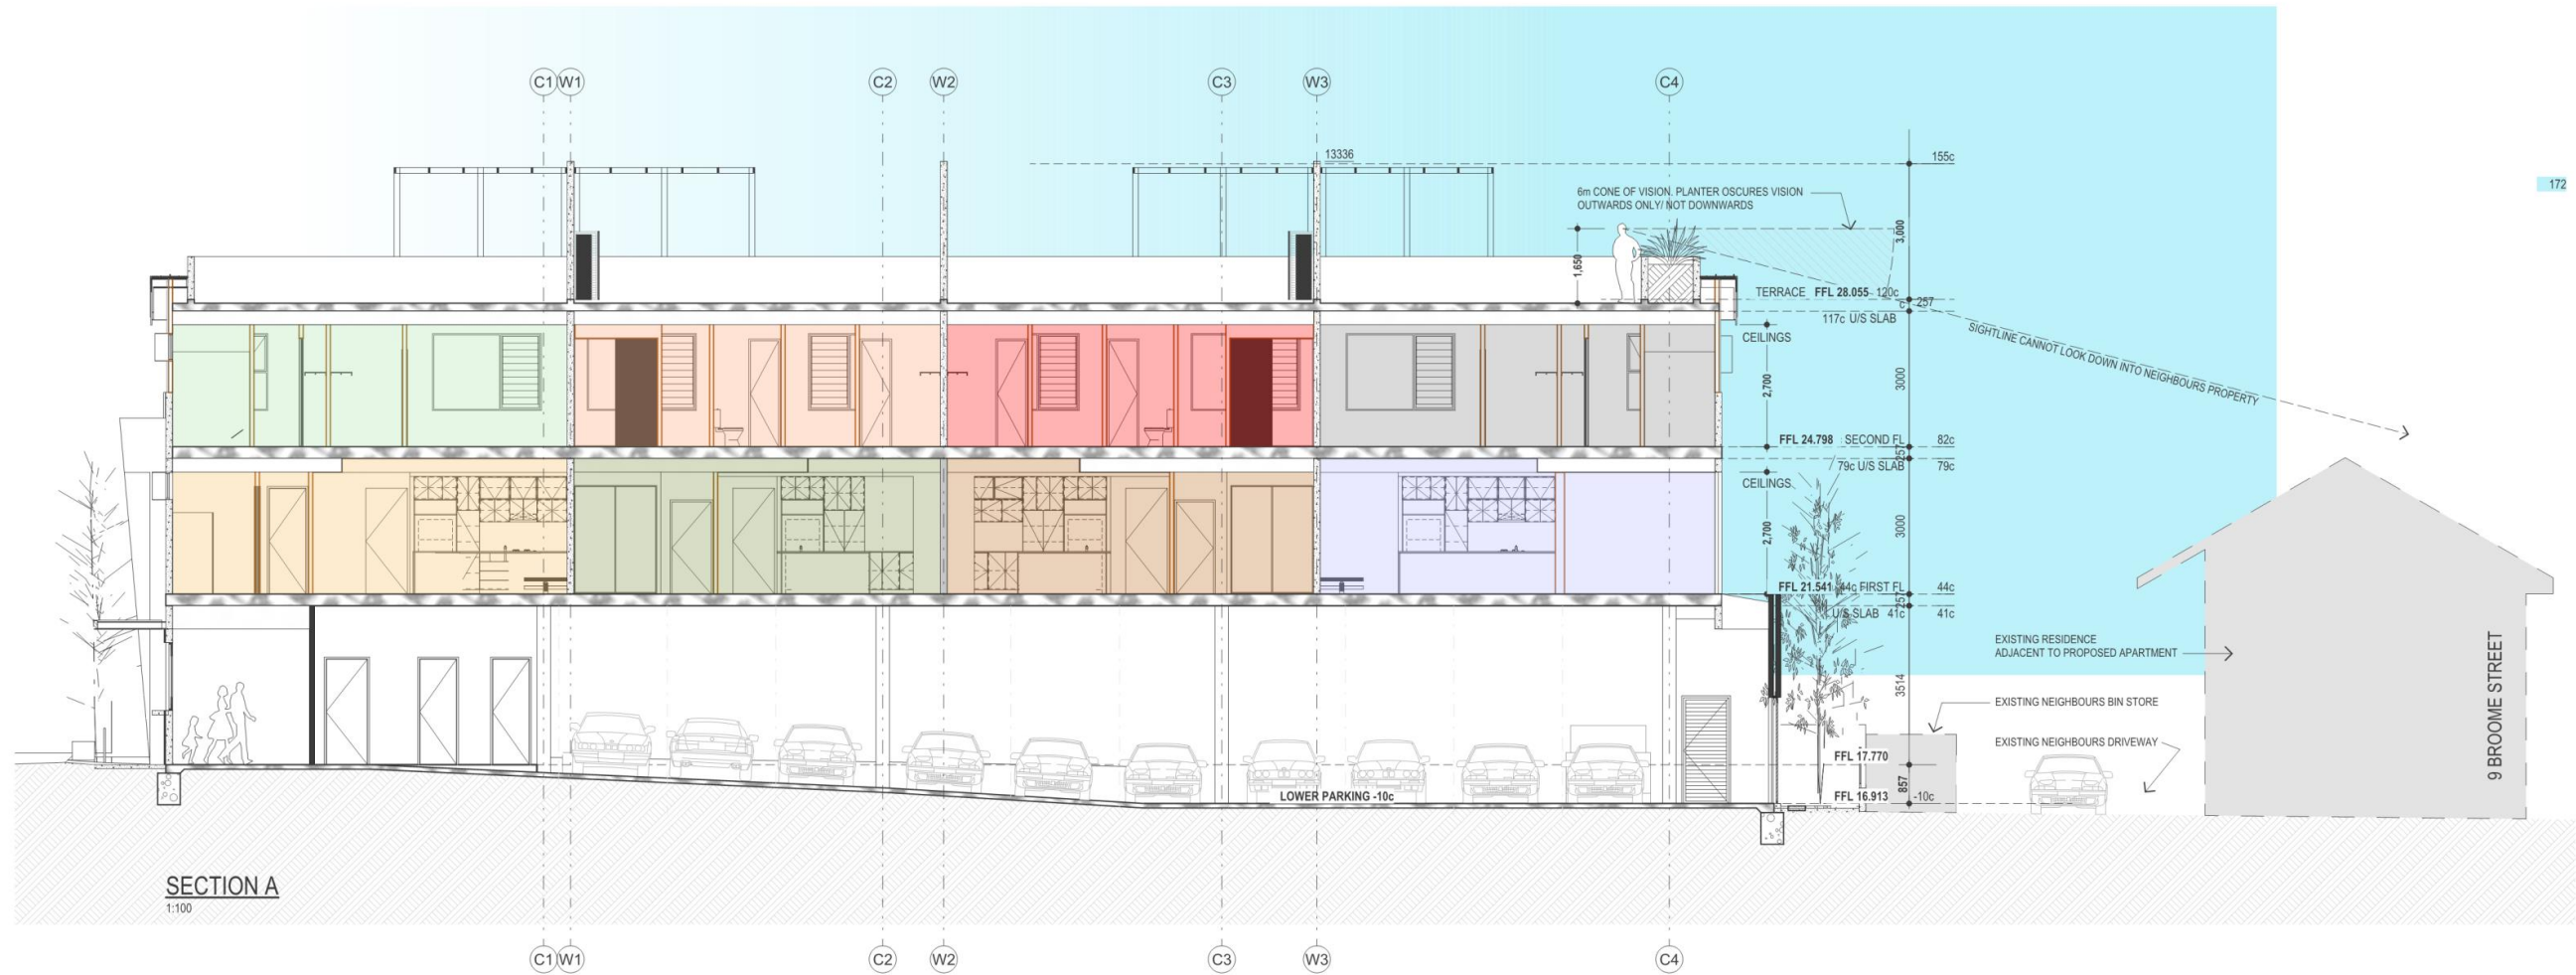 C1
W1
C2
W2
C3
W3
C4
13336
155c
172
6m CONE OF VISION. PLANTER OSCURES VISION
OUTWARDS ONLY/ NOT DOWNWARDS
3,000
1,650
TERRACE FFL 28.055 120c
c 257
117c U/S SLAB
CEILINGS
SIGHTLINE CANNOT LOOK DOWN INTO NEIGHBOURS PROPERTY
2,700
3000
FFL 24.798 SECOND FL 82c
257
79c U/S SLAB 79c
CEILINGS
2,700
3000
FFL 21.541 44c FIRST FL 44c
257
U/S SLAB 41c 41c
EXISTING RESIDENCE
ADJACENT TO PROPOSED APARTMENT
9 BROOME STREET
3514
EXISTING NEIGHBOURS BIN STORE
EXISTING NEIGHBOURS DRIVEWAY
FFL 17.770
857
LOWER PARKING -10c
FFL 16.913 -10c
SECTION A
1:100
C1
W1
C2
W2
C3
W3
C4